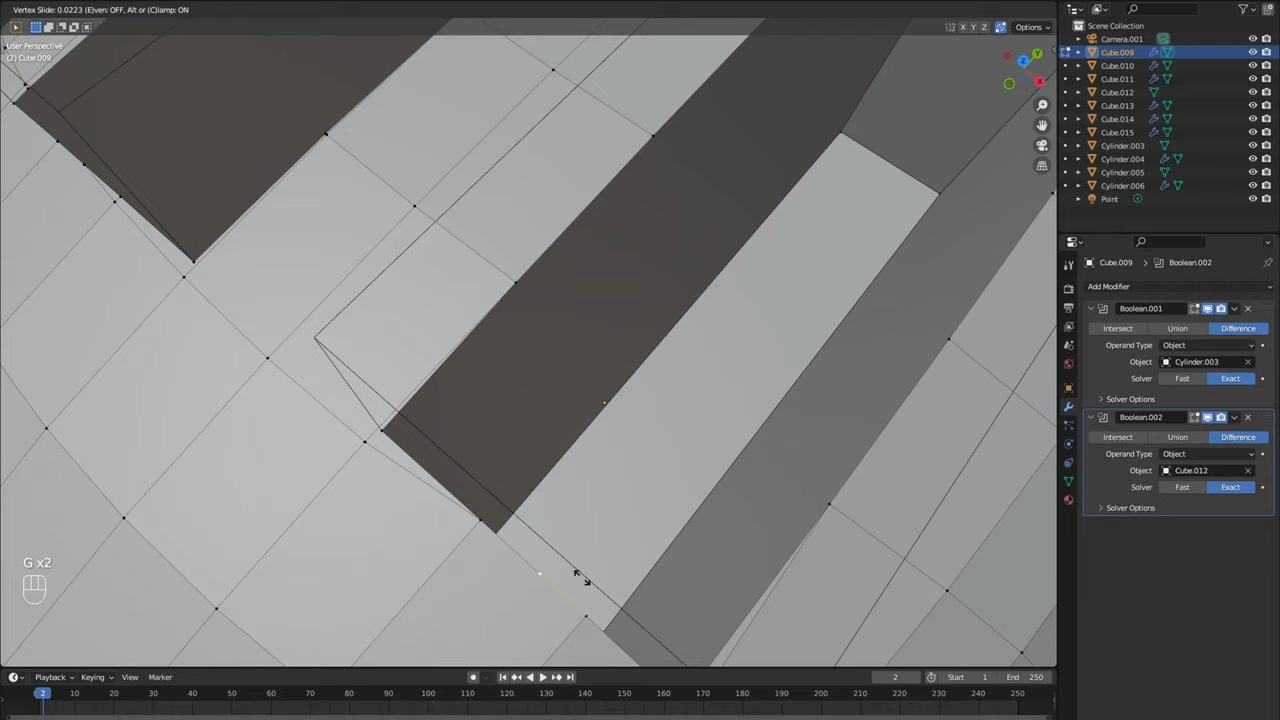 Vertex Slide: 0.0223 (E)ven: OFF, Alt or (C)lamp: ON
X Y Z Options
User Perspective
(2) Cube.009
Y
Z
X
G x2
Scene Collection
Camera.001
Cube.009
Cube.010
Cube.011
Cube.012
Cube.013
Cube.014
Cube.015
Cylinder.003
Cylinder.004
Cylinder.005
Cylinder.006
Point
Cube.009 Boolean.002
Add Modifier
Boolean.001
Intersect Union Difference
Operand Type Object
Object Cylinder.003
Solver Fast Exact
Solver Options
Boolean.002
Intersect Union Difference
Operand Type Object
Object Cube.012
Solver Fast Exact
Solver Options
Playback Keying View Marker 2 Start 1 End 250
2 10 20 30 40 50 60 70 80 90 100 110 120 130 140 150 160 170 180 190 200 210 220 230 240 250